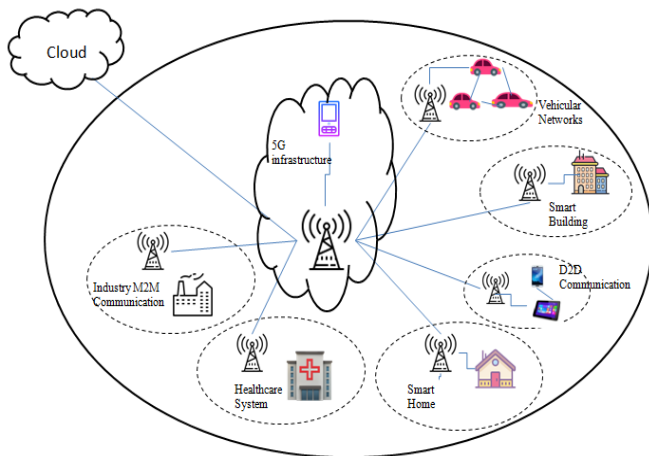 Cloud
5G
infrastructure
Vehicular
Networks
Smart
Building
D2D
Communication
Industry M2M
Communication
Healthcare
System
Smart
Home